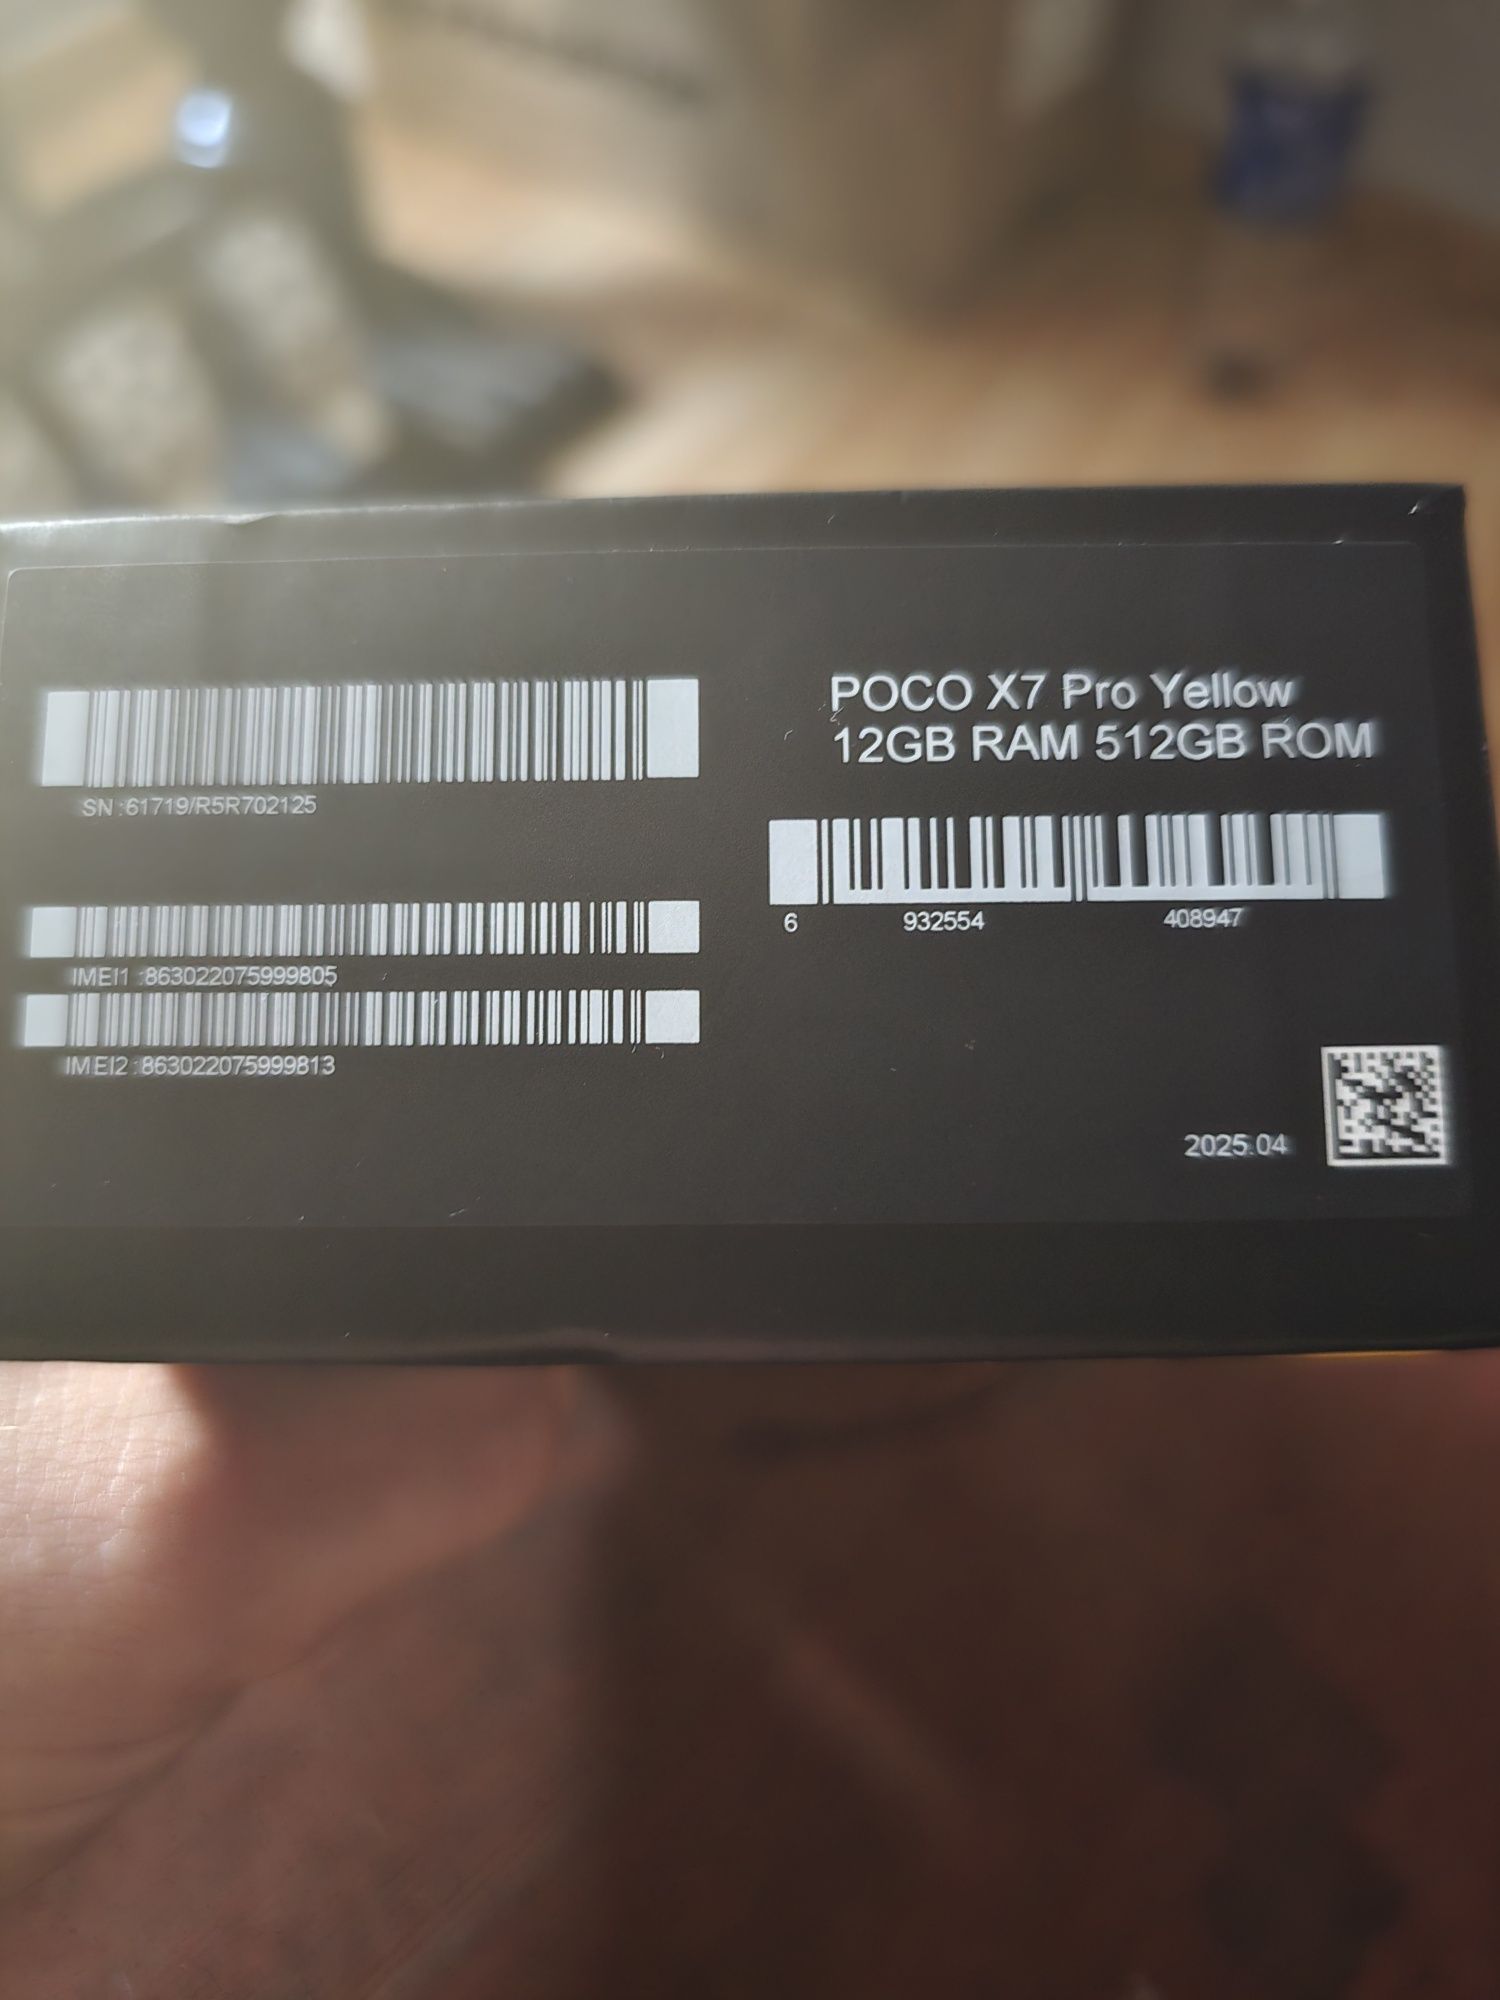 POCO X7 Pro Yellow
12GB RAM 512GB ROM
SN:61719/R5R702125
6 932554 408947
IMEI1:863022075999805
IMEI2:863022075999813
2025.04